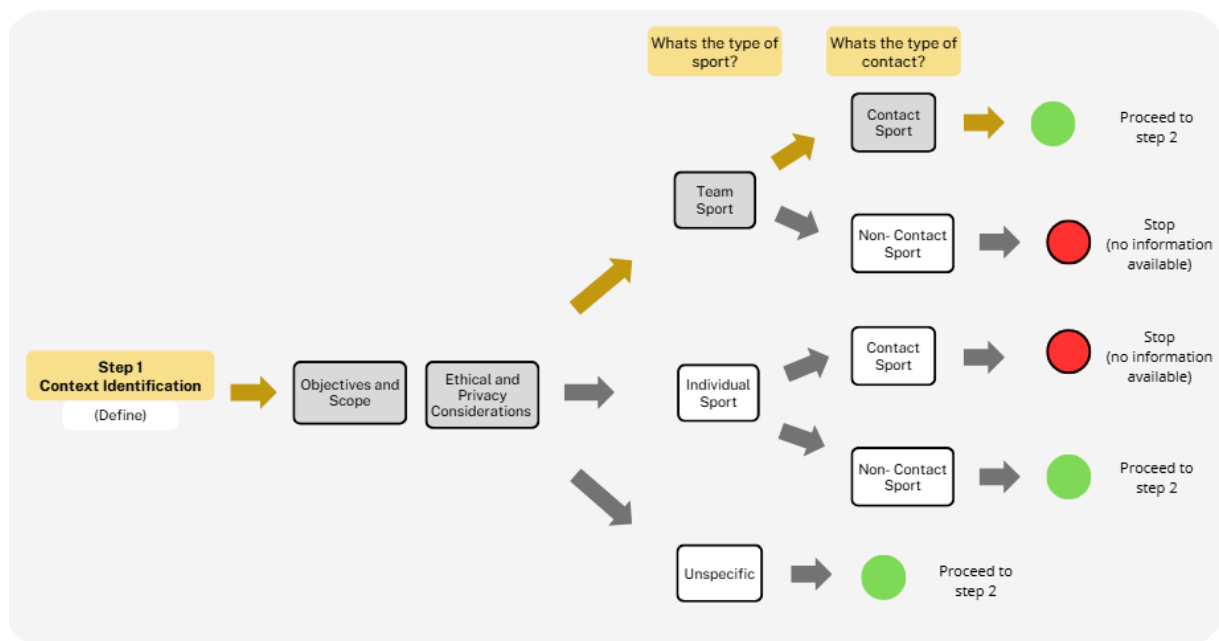 Whats the type of
sport?
Whats the type of
contact?
Contact
Sport
Proceed to
step 2
Team
Sport
Non- Contact
Sport
Stop
(no information
available)
Step 1
Context Identification
(Define)
Objectives and
Scope
Ethical and
Privacy
Considerations
Individual
Sport
Contact
Sport
Stop
(no information
available)
Non- Contact
Sport
Proceed to
step 2
Unspecific
Proceed to
step 2